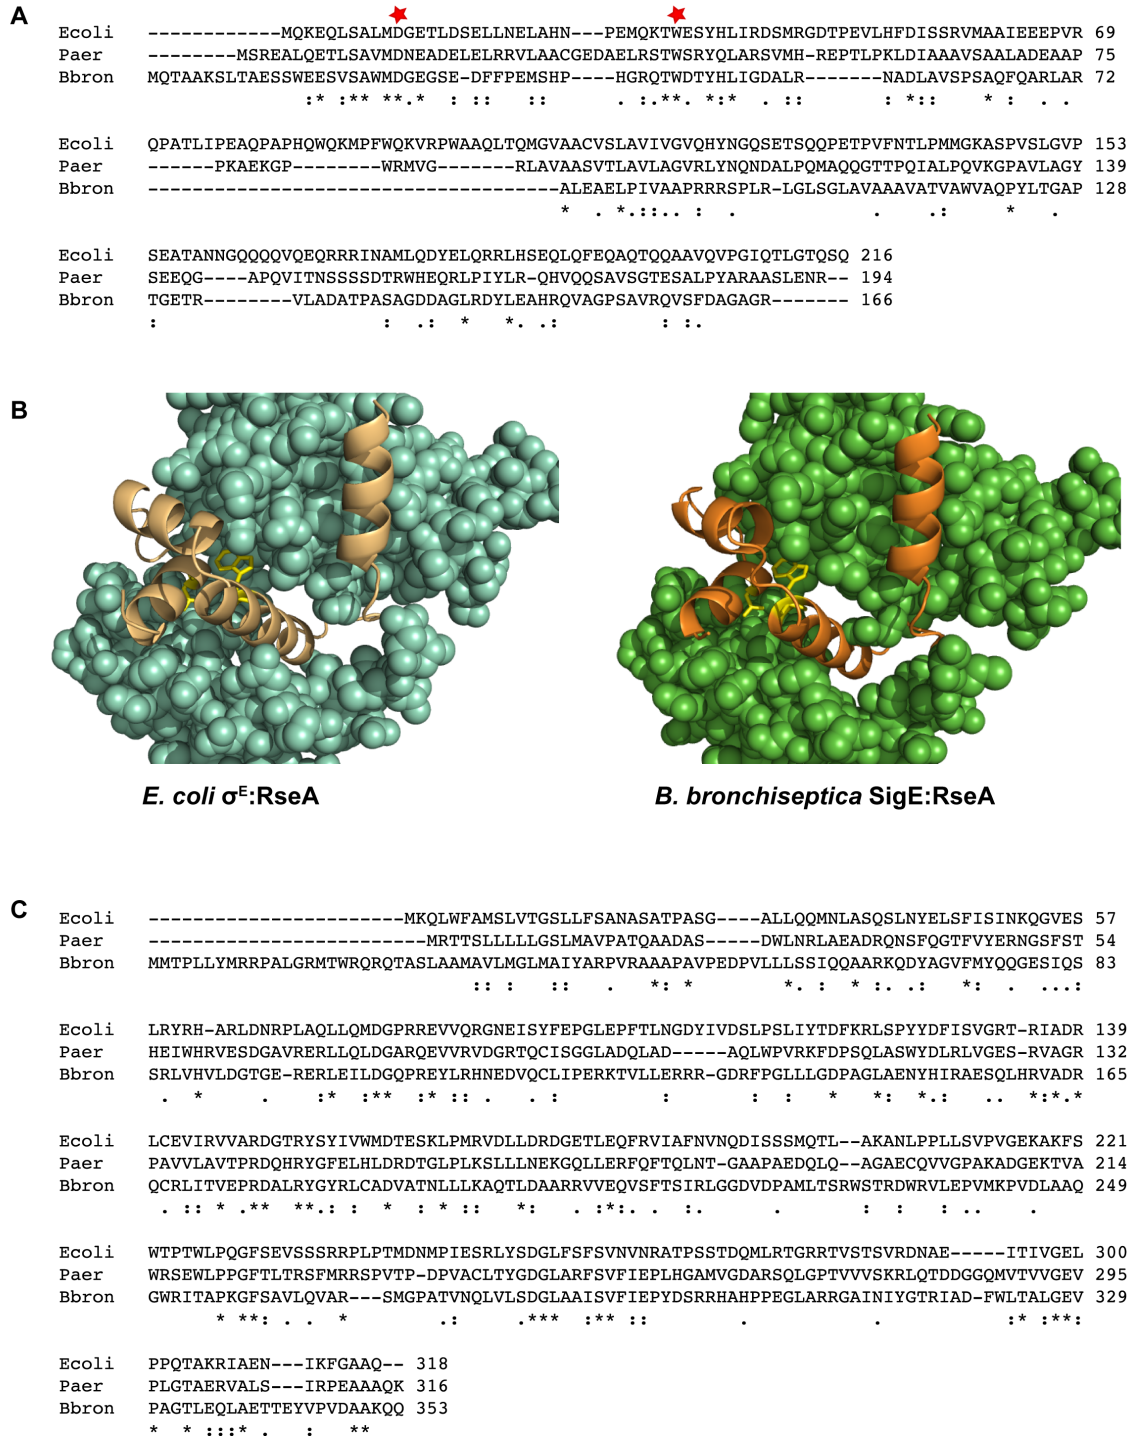 A
Ecoli ------------MQKEQLSALMDGETLDSELLNELAHN---PEMQKTWESYHLIRDSMRGDTPEVLHFDISSRVMAAIEEEPVR 69
Paer --------MSREALQETLSAVMDNEADELELRRVLAACGEDAELRSTWSRYQLARSVMH-REPTLPKLDIAAAVSAALADEAAP 75
Bbron MQTAAKSLTAESSWEESVSAWMDGEGSE-DFFPEMSHP----HGRQTWDTYHLIGDALR--------NADLAVSPSAQFQARLAR 72
:* :** **.* : :: :: . :.**. *:* . :: : *:: * : . .
Ecoli QPATLIPEAQPAPHQWQKMPFWQKVRPWAAQLTQMGVAACVSLAVIVGVQHYNGQSETSQQPETPVFNTLPMMGKASPVSLGVP 153
Paer ------PKAEKGP--------WRMVG-------RLAVAASVTLAVLAGVRLYNQNDALPQMAQQGTTPQIALPQVKGPAVLAGY 139
Bbron -------------------------------------ALEAELPIVAAPRRRSPLR-LGLSGLAVAAAVATVAWVAQPYLTGAP 128
* . *.::.. : . . .: * .
Ecoli SEATANNGQQQQVQEQRRRINAMLQDYELQRRLHSEQLQFEQAQTQQAAVQVPGIQTLGTQSQ 216
Paer SEEQG----APQVITNSSSSDTRWHEQRLPIYLR-QHVQQSAVSGTESALPYARAASLENR-- 194
Bbron TGETR--------VLADATPASAGDDAGLRDYLEAHRQVAGPSAVRQVSFDAGAGR------- 166
: : .: * *. .: : :.
B
E. coli σE:RseA
B. bronchiseptica SigE:RseA
C
Ecoli -----------------------MKQLWFAMSLVTGSLLFSANASATPASG----ALLQQMNLASQSLNYELSFISINKQGVES 57
Paer -------------------------MRTTSLLLLLGSLMAVPATQAADAS-----DWLNRLAEADRQNSFQGTFVYERNGSFST 54
Bbron MMTPLLYMRRPALGRMTWRQRQTASLAAMAVLMGLMAIYARPVRAAAPAVPEDPVLLLSSIQQAARKQDYAGVFMYQQGESIQS 83
:: : :: . *: * *. : * :. .: *: . ...:
Ecoli LRYRH-ARLDNRPLAQLLQMDGPRREVVQRGNEISYFEPGLEPFTLNGDYIVDSLPSLIYTDFKRLSPYYDFISVGRT-RIADR 139
Paer HEIWHRVESDGAVRERLLQLDGARQEVVRVDGRTQCISGGLADQLAD-----AQLWPVRKFDPSQLASWYDLRLVGES-RVAGR 132
Bbron SRLVHVLDTGE-RERLEILDGQPREYLRHNEDVQCLIPERKTVLLERRR-GDRFPGLLLGDPAGLAENYHIRAESQLHRVADR 165
. * . :* :** :* :: . . : : : : * *: *.: .. *:*.*
Ecoli LCEVIRVVARDGTRYSYIVWMDTESKLPMRVDLLDRDGETLEQFRVIAFNVNQDISSSMQTL--AKANLPPLLSVPVGEKAKFS 221
Paer PAVVLAVTPRDQHRYGFELHLDRDTGLPLKSLLLNEKGQLLERFQFTQLNT-GAAPAEDQLQ--AGAECQVVGPAKADGEKTVA 214
Bbron QCRLITVEPRDALRYGYRLCADVATNLLLKAQTLDAARRVVEQVSFTSIRLGGDVDPAMLTSRWSTRDWRVLEPVMKPVDLAAQ 249
. :: * .** **.: : * : * : *: . :*:. . :. . : : : . .
Ecoli WTPTWLPQGFSEVSSSRRPLPTMDNMPIESRLYSDGLFSFSVNVNRATPSSTDQMLRTGRRTVSTSVRDNAE-----ITIVGEL 300
Paer WRSEWLPPGFTLTRSFMRRSPVTP-DPVACLTYGDGLARFSVFIEPLHGAMVGDARSQLGPTVVVSKRLQTDDGGQMVTVVGEV 295
Bbron GWRITAPKGFSAVLQVAR---SMGPATVNQLVLSDGLAAISVFIEPYDSRRHAHPPEGLARRGAINIYGTRIAD-FWLTALGEV 329
* **: . . * .: .*** :** :: . . :* :**:
Ecoli PPQTAKRIAEN---IKFGAAQ-- 318
Paer PLGTAERVALS---IRPEAAAQK 316
Bbron PAGTLEQLAETTEYVPVDAAKQQ 353
* * :::* . : **